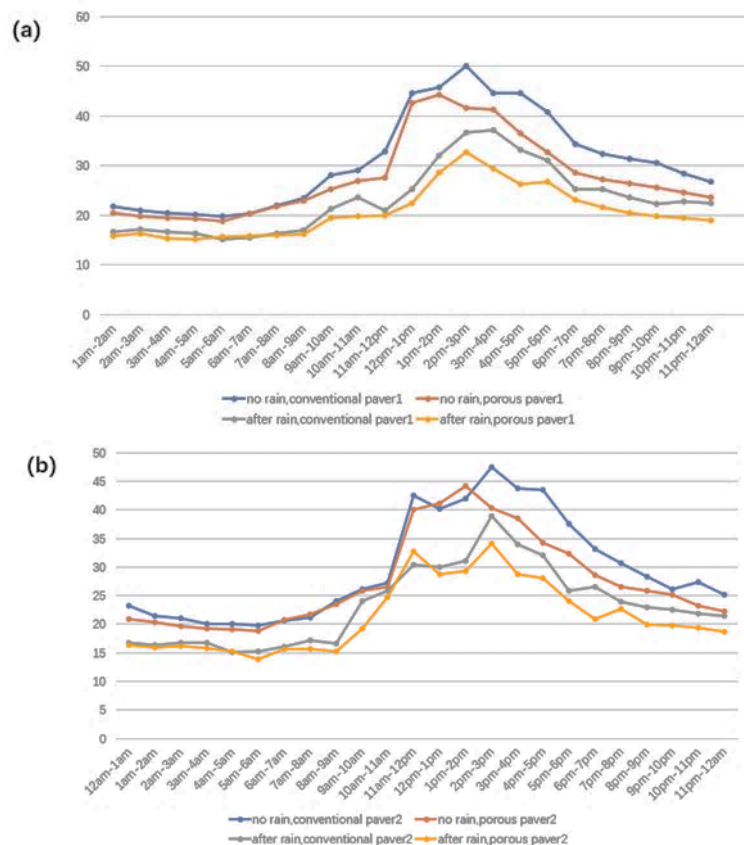 (a)
60
50
40
30
20
10
0
1am-2am
2am-3am
3am-4am
4am-5am
5am-6am
6am-7am
7am-8am
8am-9am
9am-10am
10am-11am
11am-12pm
12pm-1pm
1pm-2pm
2pm-3pm
3pm-4pm
4pm-5pm
5pm-6pm
6pm-7pm
7pm-8pm
8pm-9pm
9pm-10pm
10pm-11pm
11pm-12am
no rain,conventional paver1
no rain,porous paver1
after rain,conventional paver1
after rain,porous paver1
(b)
50
45
40
35
30
25
20
15
10
5
0
12am-1am
1am-2am
2am-3am
3am-4am
4am-5am
5am-6am
6am-7am
7am-8am
8am-9am
9am-10am
10am-11am
11am-12pm
12pm-1pm
1pm-2pm
2pm-3pm
3pm-4pm
4pm-5pm
5pm-6pm
6pm-7pm
7pm-8pm
8pm-9pm
9pm-10pm
10pm-11pm
11pm-12am
no rain,conventional paver2
no rain,porous paver2
after rain,conventional paver2
after rain,porous paver2